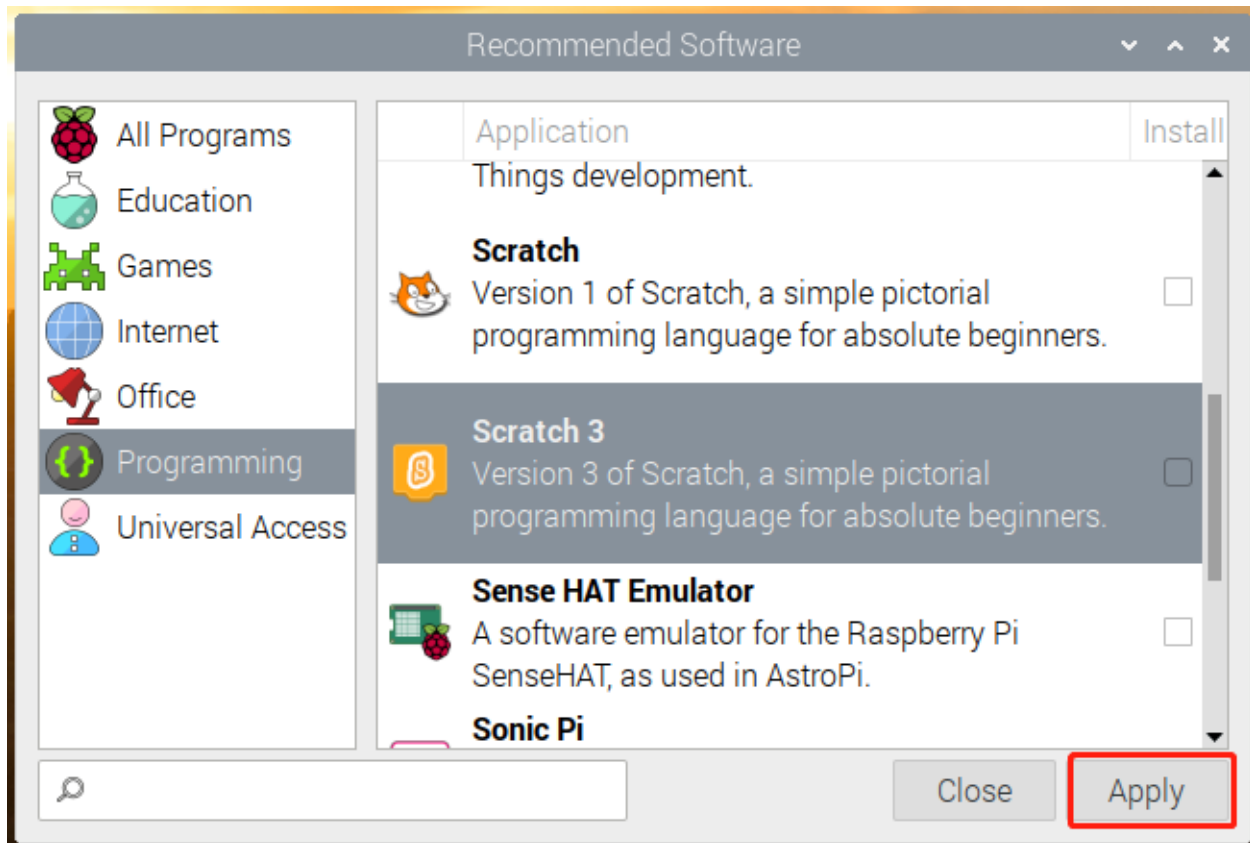 Recommended Software
All Programs
Education
Games
Internet
Office
Programming
Universal Access
Application
Install
Things development.
Scratch
Version 1 of Scratch, a simple pictorial
programming language for absolute beginners.
Scratch 3
Version 3 of Scratch, a simple pictorial
programming language for absolute beginners.
Sense HAT Emulator
A software emulator for the Raspberry Pi
SenseHAT, as used in AstroPi.
Sonic Pi
Close
Apply